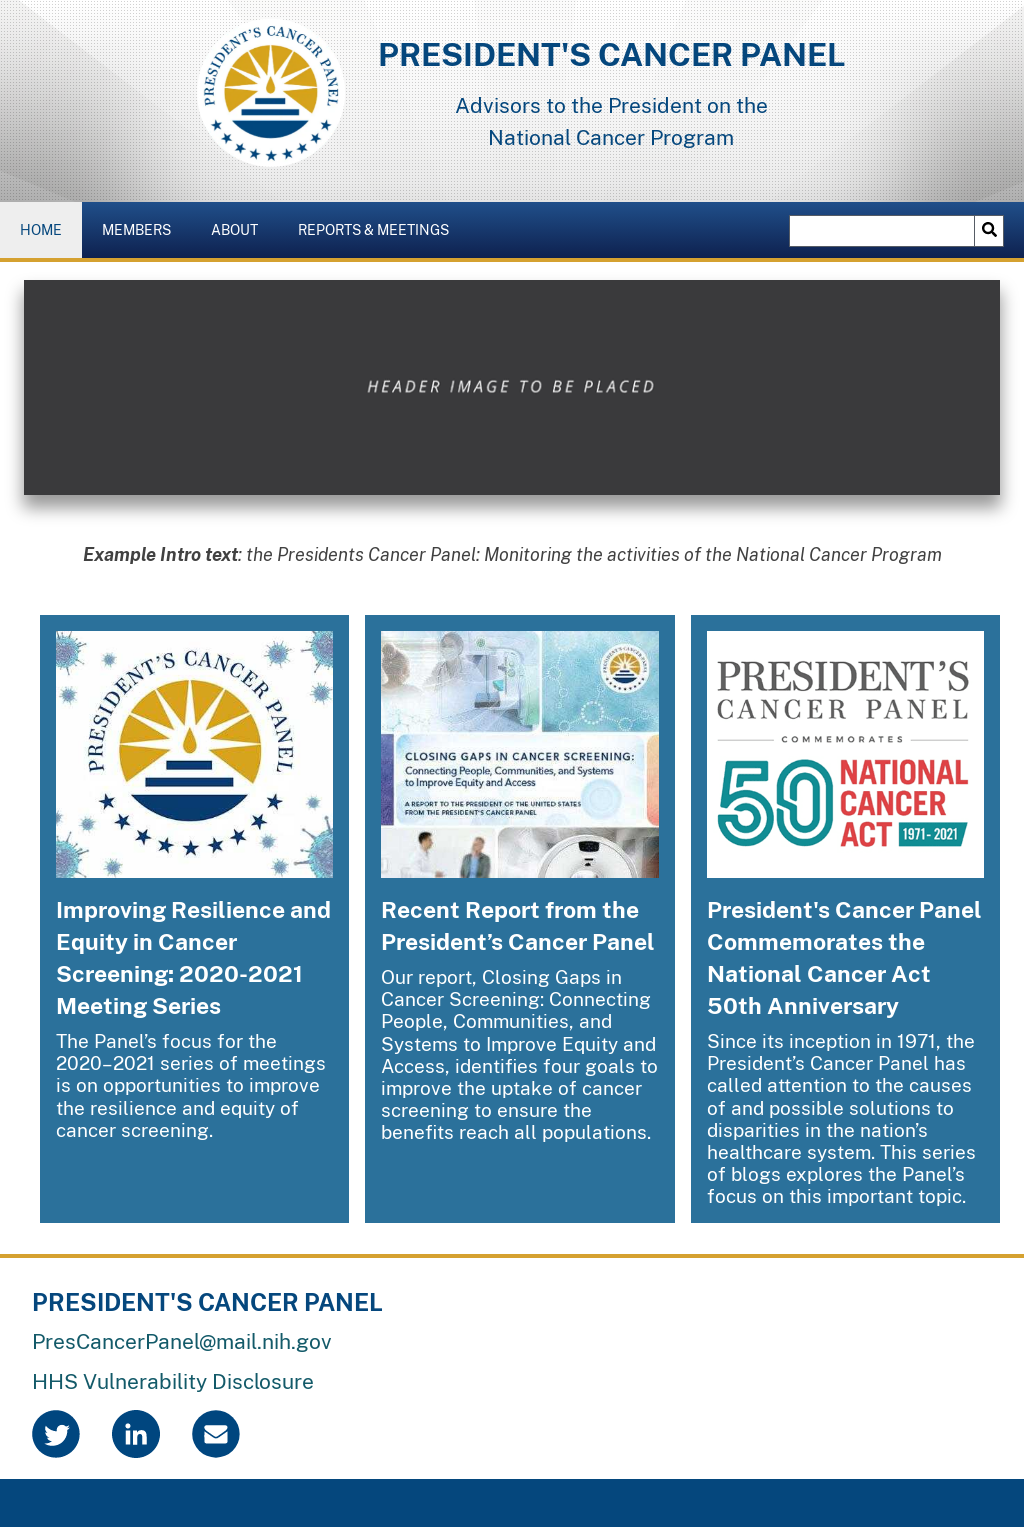 PRESIDENT'S CANCER PANEL
PRESIDENT'S CANCER PANEL
Advisors to the President on the
National Cancer Program
HOME
MEMBERS
ABOUT
REPORTS & MEETINGS
HEADER IMAGE TO BE PLACED
Example Intro text: the Presidents Cancer Panel: Monitoring the activities of the National Cancer Program
PRESIDENT'S CANCER PANEL
Improving Resilience and
Equity in Cancer
Screening: 2020-2021
Meeting Series
The Panel’s focus for the
2020–2021 series of meetings
is on opportunities to improve
the resilience and equity of
cancer screening.
PRESIDENT'S CANCER PANEL
CLOSING GAPS IN CANCER SCREENING:
Connecting People, Communities, and Systems
to Improve Equity and Access
A REPORT TO THE PRESIDENT OF THE UNITED STATES
FROM THE PRESIDENT'S CANCER PANEL
Recent Report from the
President’s Cancer Panel
Our report, Closing Gaps in
Cancer Screening: Connecting
People, Communities, and
Systems to Improve Equity and
Access, identifies four goals to
improve the uptake of cancer
screening to ensure the
benefits reach all populations.
PRESIDENT’S
CANCER PANEL
COMMEMORATES
50 NATIONAL
CANCER
ACT 1971-2021
President's Cancer Panel
Commemorates the
National Cancer Act
50th Anniversary
Since its inception in 1971, the
President’s Cancer Panel has
called attention to the causes
of and possible solutions to
disparities in the nation’s
healthcare system. This series
of blogs explores the Panel’s
focus on this important topic.
PRESIDENT'S CANCER PANEL
PresCancerPanel@mail.nih.gov
HHS Vulnerability Disclosure
in